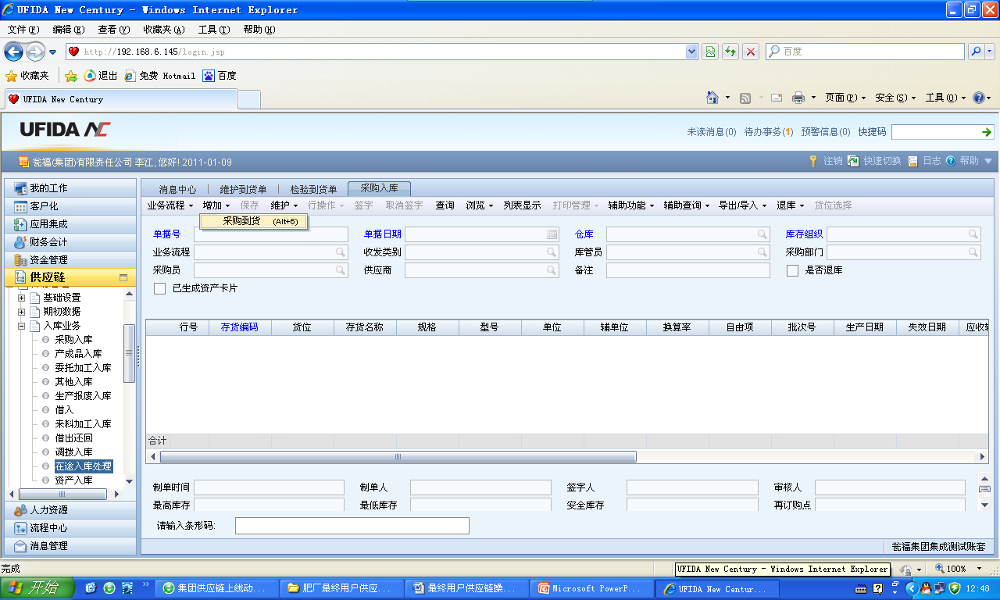 UFIDA New Century - Windows Internet Explorer
文件(F) 编辑(E) 查看(V) 收藏夹(A) 工具(T) 帮助(H)
http://192.168.6.145/login.jsp 百度
收藏夹 退出 免费 Hotmail 百度
UFIDA New Century 页面(P) 安全(S) 工具(O)
UFIDA NC 未读消息(0) 待办事务(1) 预警信息(0) 快捷码
瓮福(集团)有限责任公司 李江, 您好! 2011-01-09 注销 快速切换 日志 帮助
消息中心 维护到货单 检验到货单 采购入库
业务流程 增加 保存 维护 行操作 签字 取消签字 查询 浏览 列表显示 打印管理 辅助功能 辅助查询 导出/导入 退库 货位选择
采购到货 (Alt+6)
单据号 单据日期 仓库 库存组织
业务流程 收发类别 库管员 采购部门
采购员 供应商 备注 是否退库
已生成资产卡片
行号 存货编码 货位 存货名称 规格 型号 单位 辅单位 换算率 自由项 批次号 生产日期 失效日期
合计
制单时间 制单人 签字人 审核人
最高库存 最低库存 安全库存 再订购点
请输入条形码:
瓮福集团集成测试账套
我的工作
客户化
应用集成
财务会计
资金管理
供应链
基础设置
期初数据
入库业务
采购入库
产成品入库
委托加工入库
其他入库
生产报废入库
借入
来料加工入库
借出还回
调拨入库
在途入库处理
资产入库
人力资源
流程中心
消息管理
完成 UFIDA New Century - Windows Internet Explorer 100%
开始 集团供应链上线动... 肥厂最终用户供应... 最终用户供应链操... Microsoft PowerP... UFIDA New Centur... 12:48